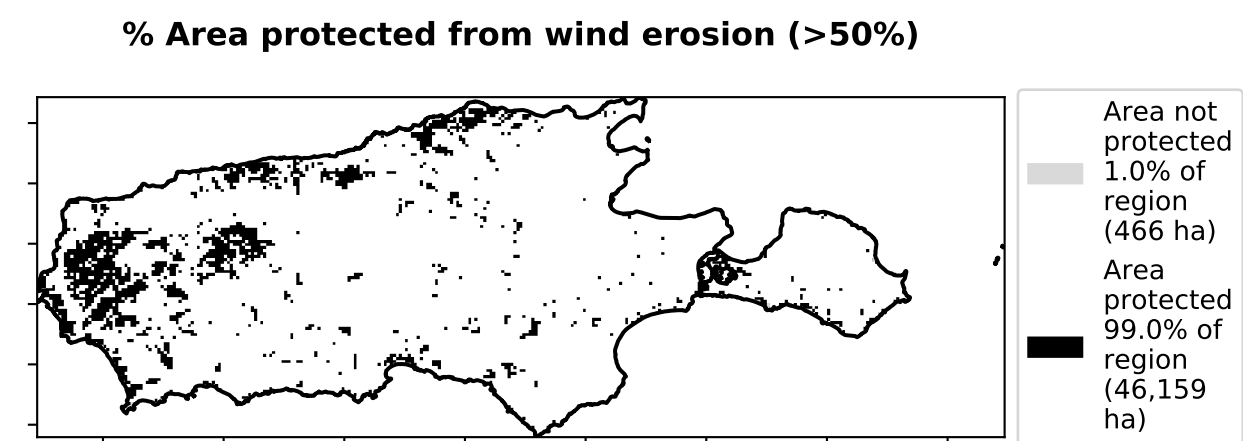 % Area protected from wind erosion (>50%)
Area not
protected
1.0% of
region
(466 ha)
Area
protected
99.0% of
region
(46,159
ha)